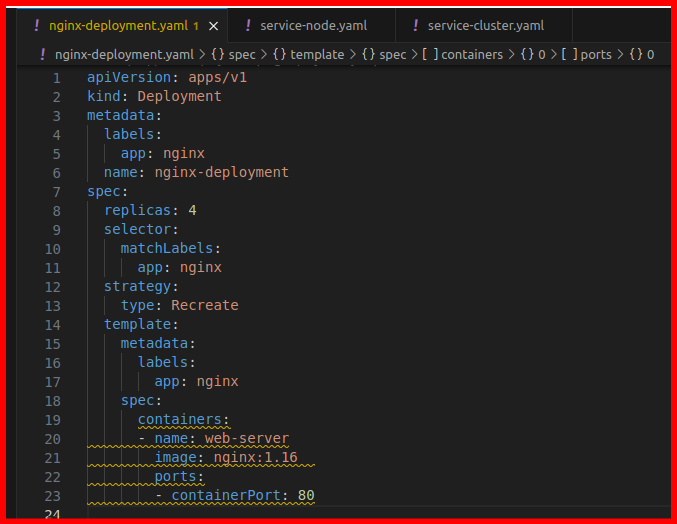 nginx-deployment.yaml 1 × service-node.yaml service-cluster.yaml
! nginx-deployment.yaml > {} spec > {} template > {} spec > [ ] containers > {} 0 > [ ] ports > {} 0
1 apiVersion: apps/v1
2 kind: Deployment
3 metadata:
4   labels:
5     app: nginx
6   name: nginx-deployment
7 spec:
8   replicas: 4
9   selector:
10     matchLabels:
11       app: nginx
12   strategy:
13     type: Recreate
14   template:
15     metadata:
16       labels:
17         app: nginx
18     spec:
19       containers:
20       - name: web-server
21         image: nginx:1.16
22         ports:
23         - containerPort: 80
24